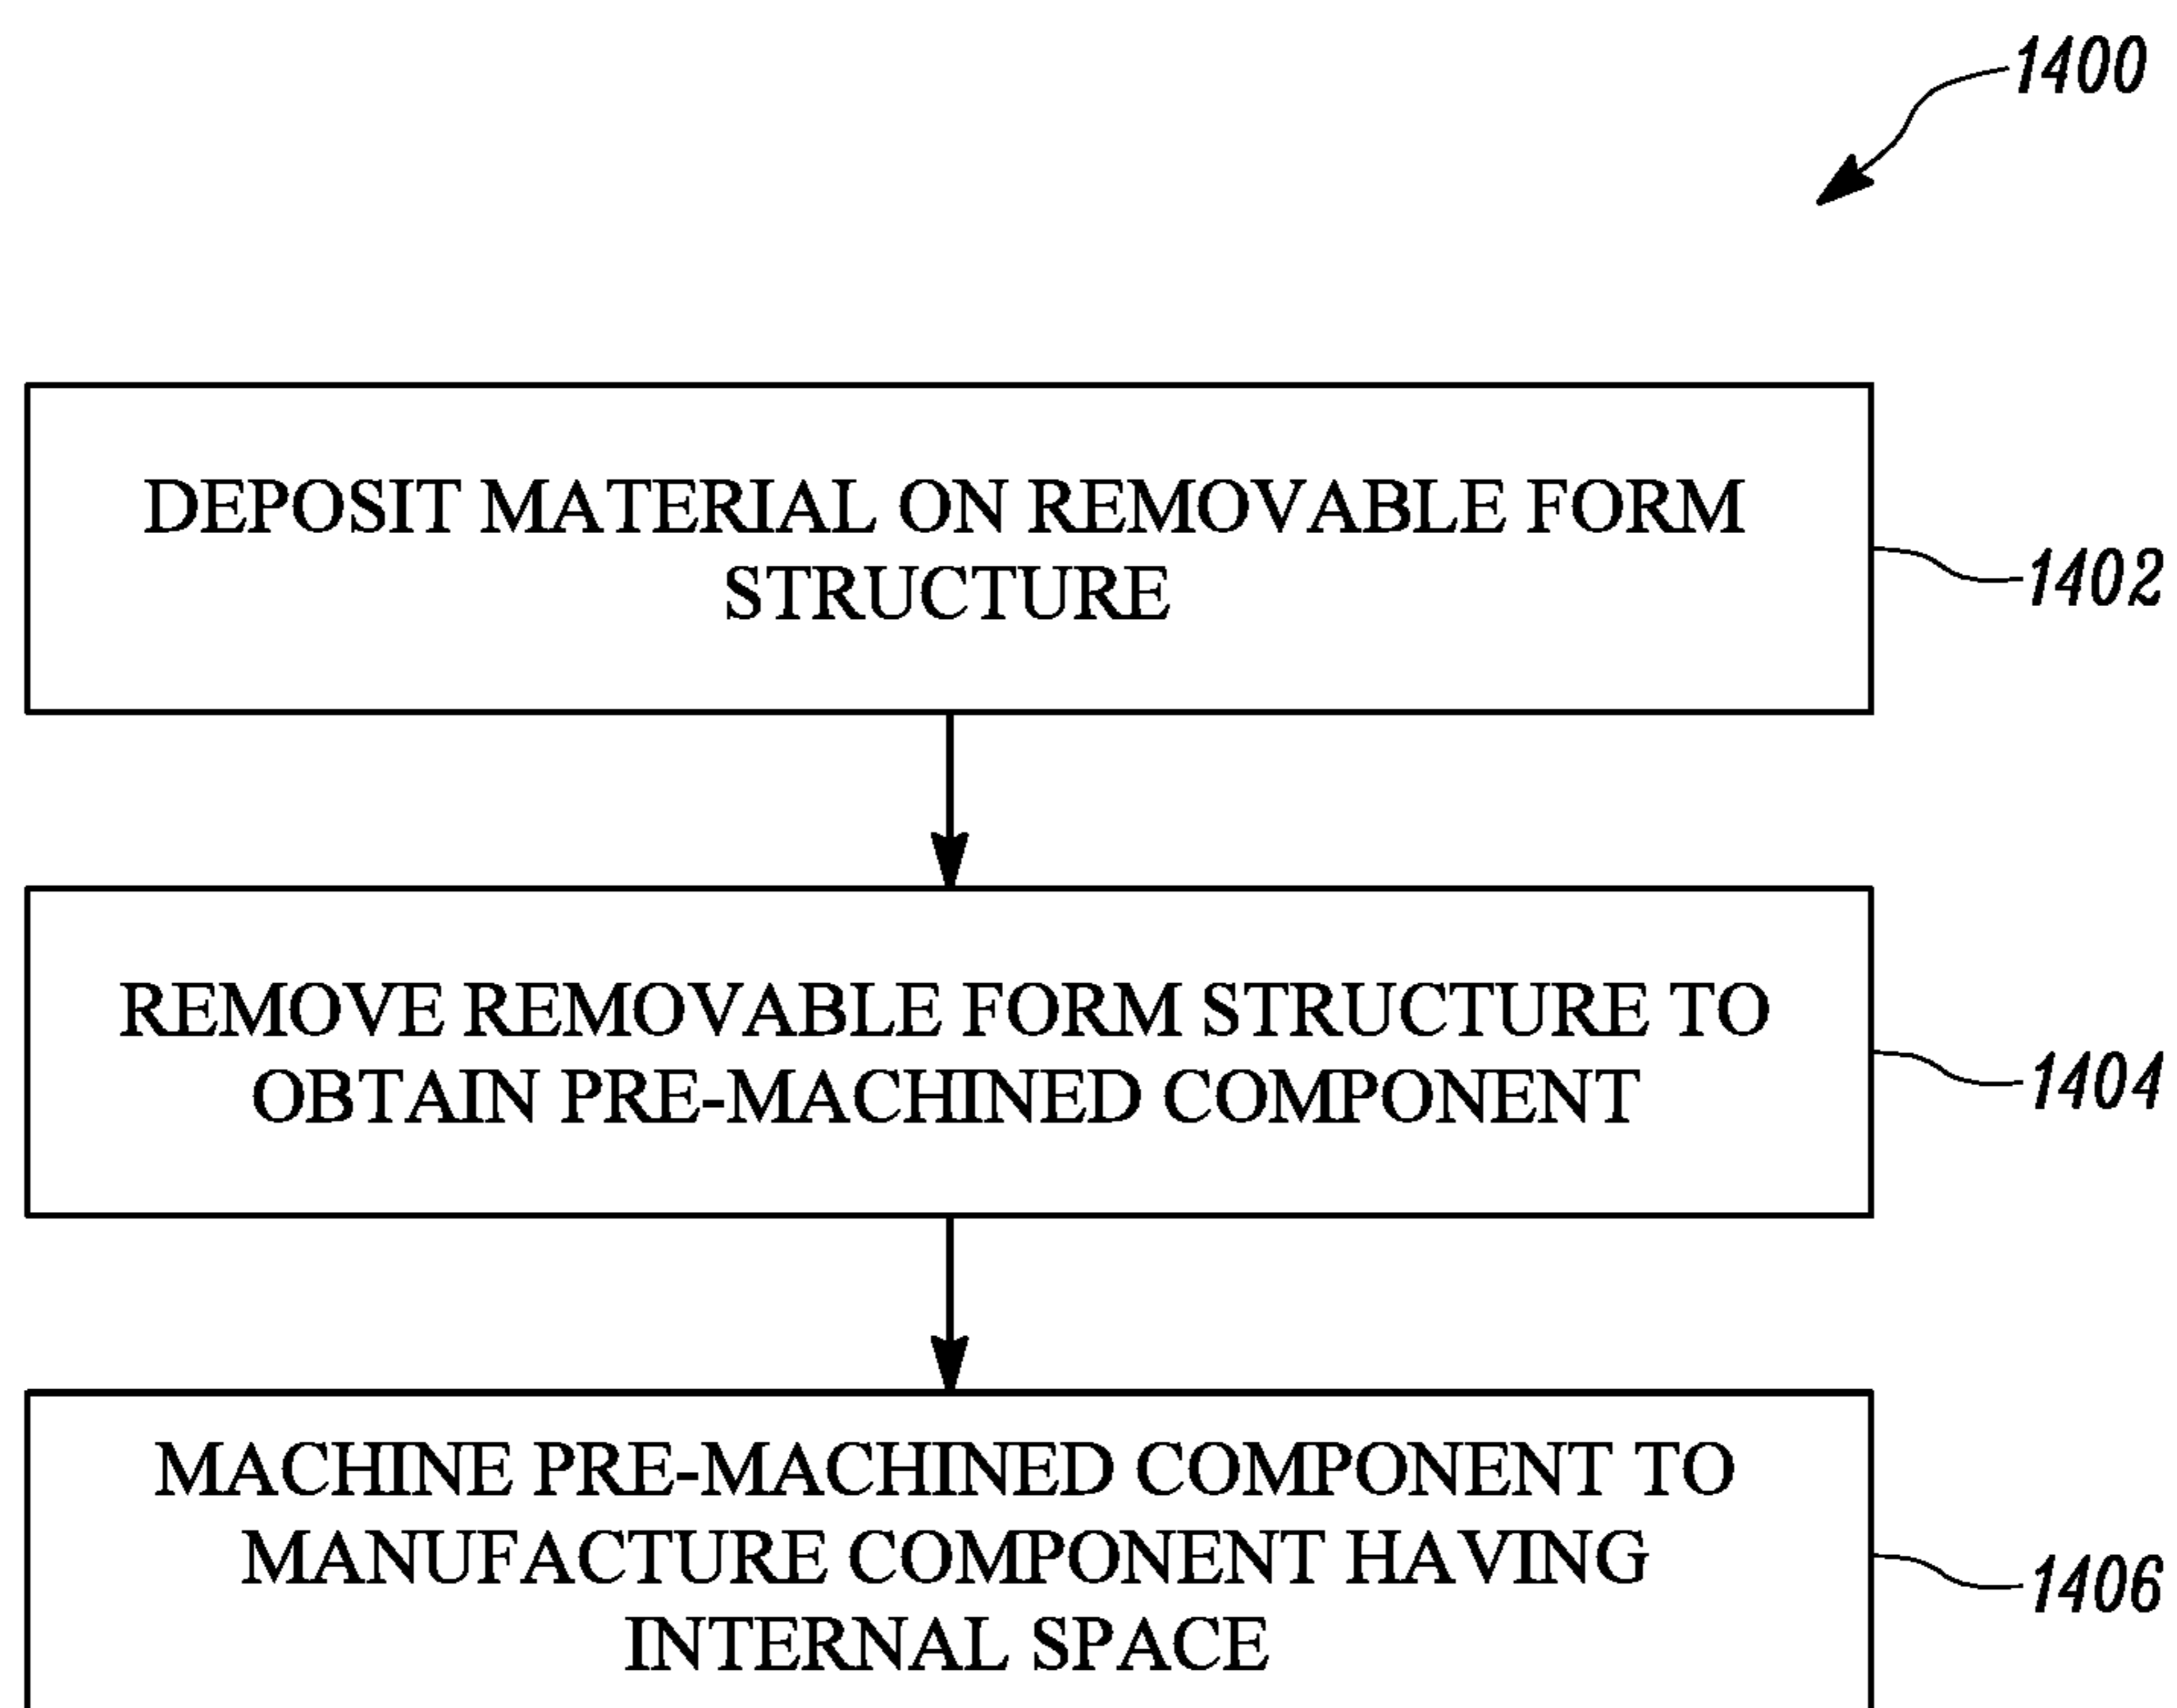 1400
DEPOSIT MATERIAL ON REMOVABLE FORM
STRUCTURE
1402
REMOVE REMOVABLE FORM STRUCTURE TO
OBTAIN PRE-MACHINED COMPONENT
1404
MACHINE PRE-MACHINED COMPONENT TO
MANUFACTURE COMPONENT HAVING
INTERNAL SPACE
1406